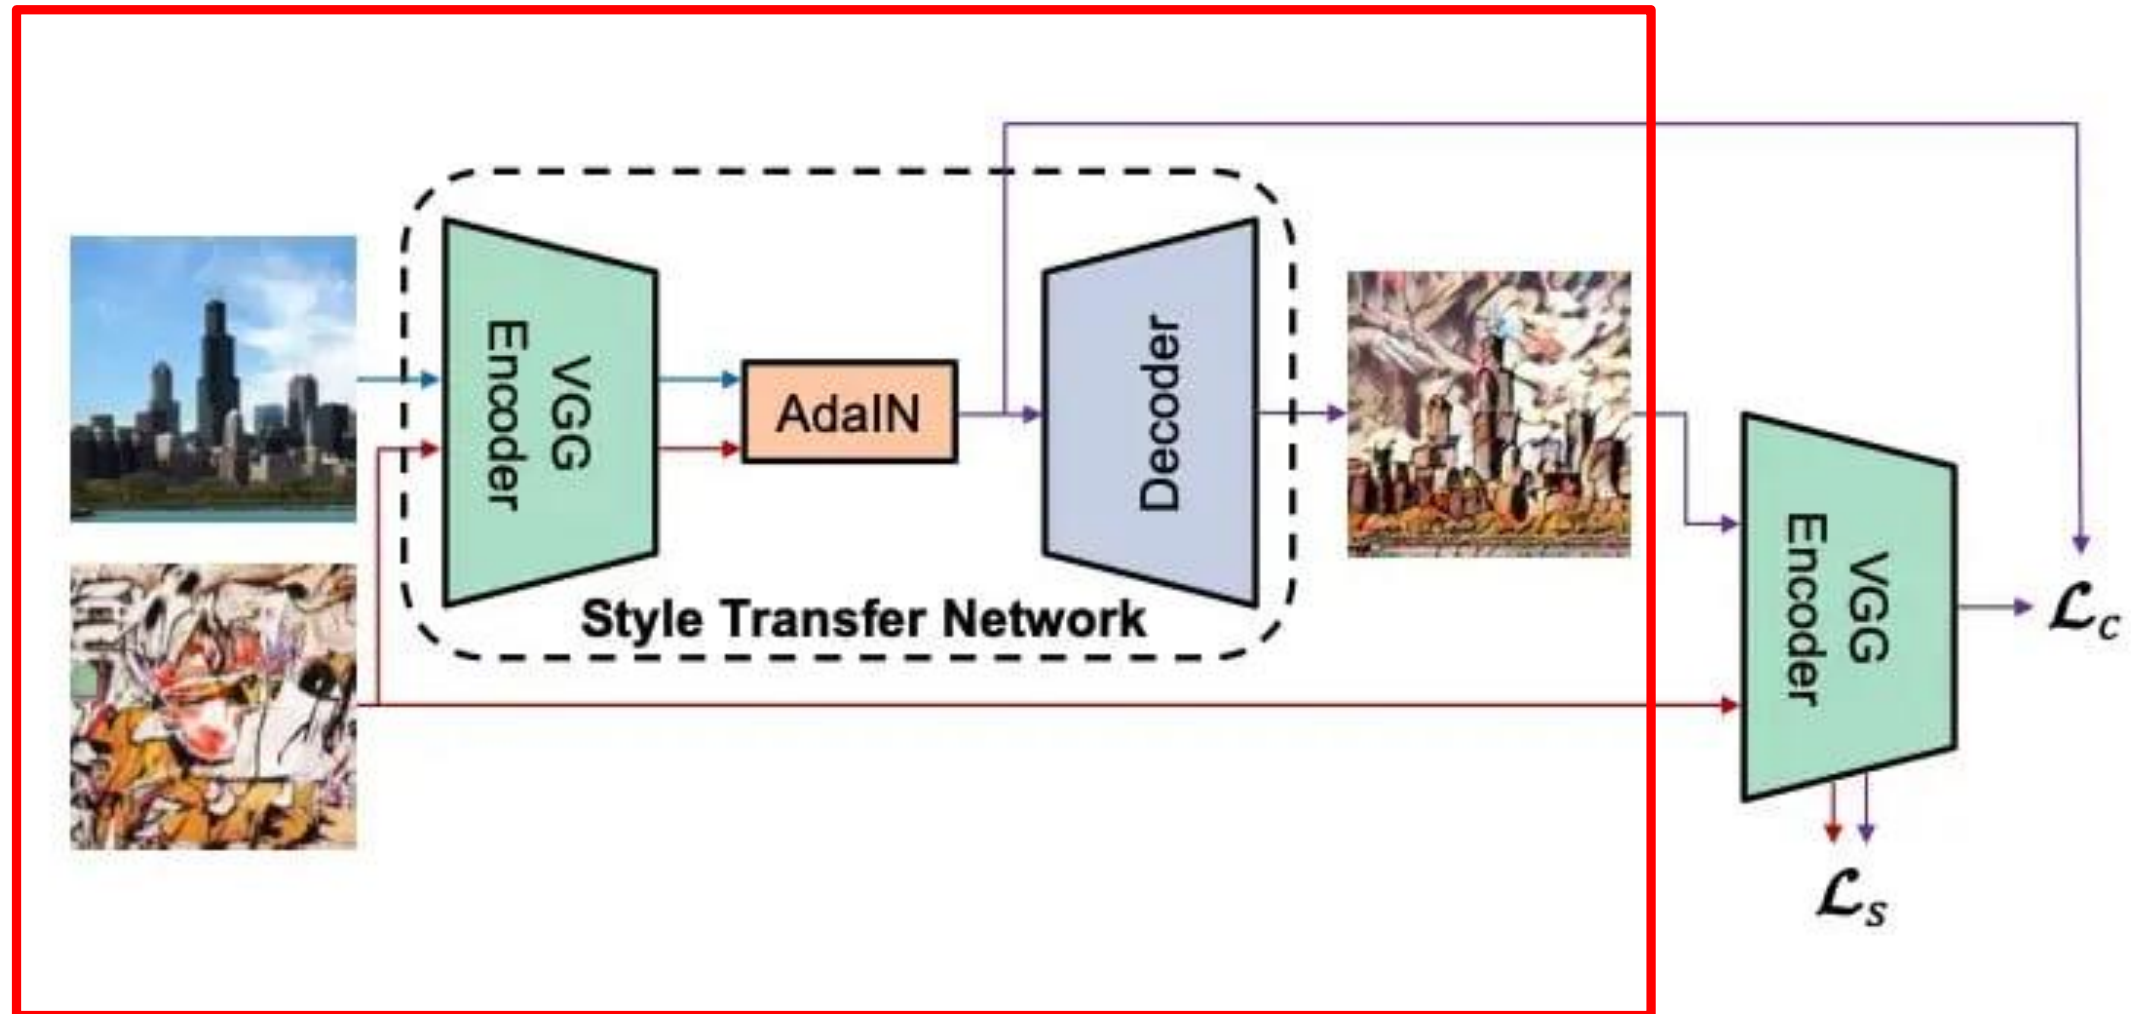 VGG
Encoder
AdaIN
Decoder
Style Transfer Network
VGG
Encoder
ℒc
ℒs